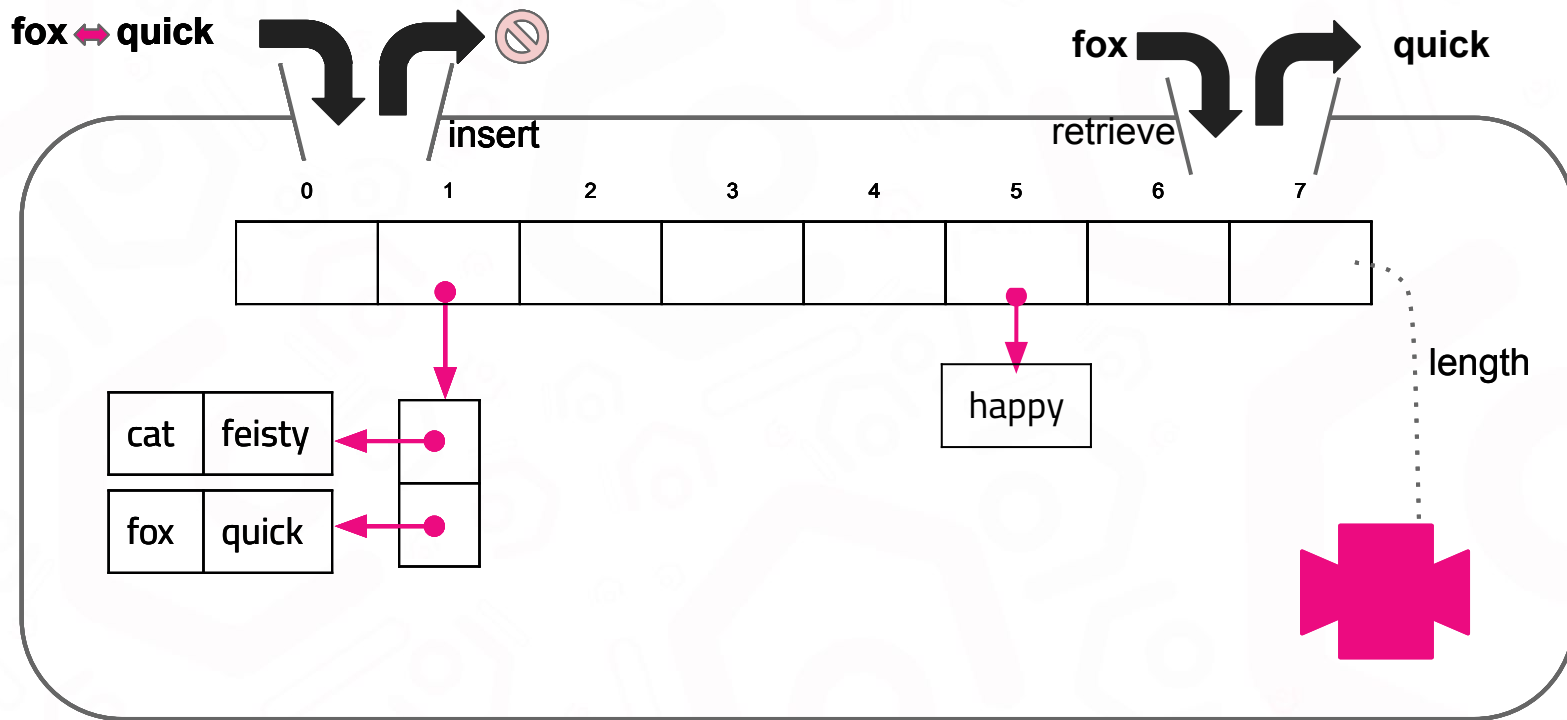 fox quick
fox quick
insert
retrieve
0 1 2 3 4 5 6 7
length
happy
cat feisty
fox quick